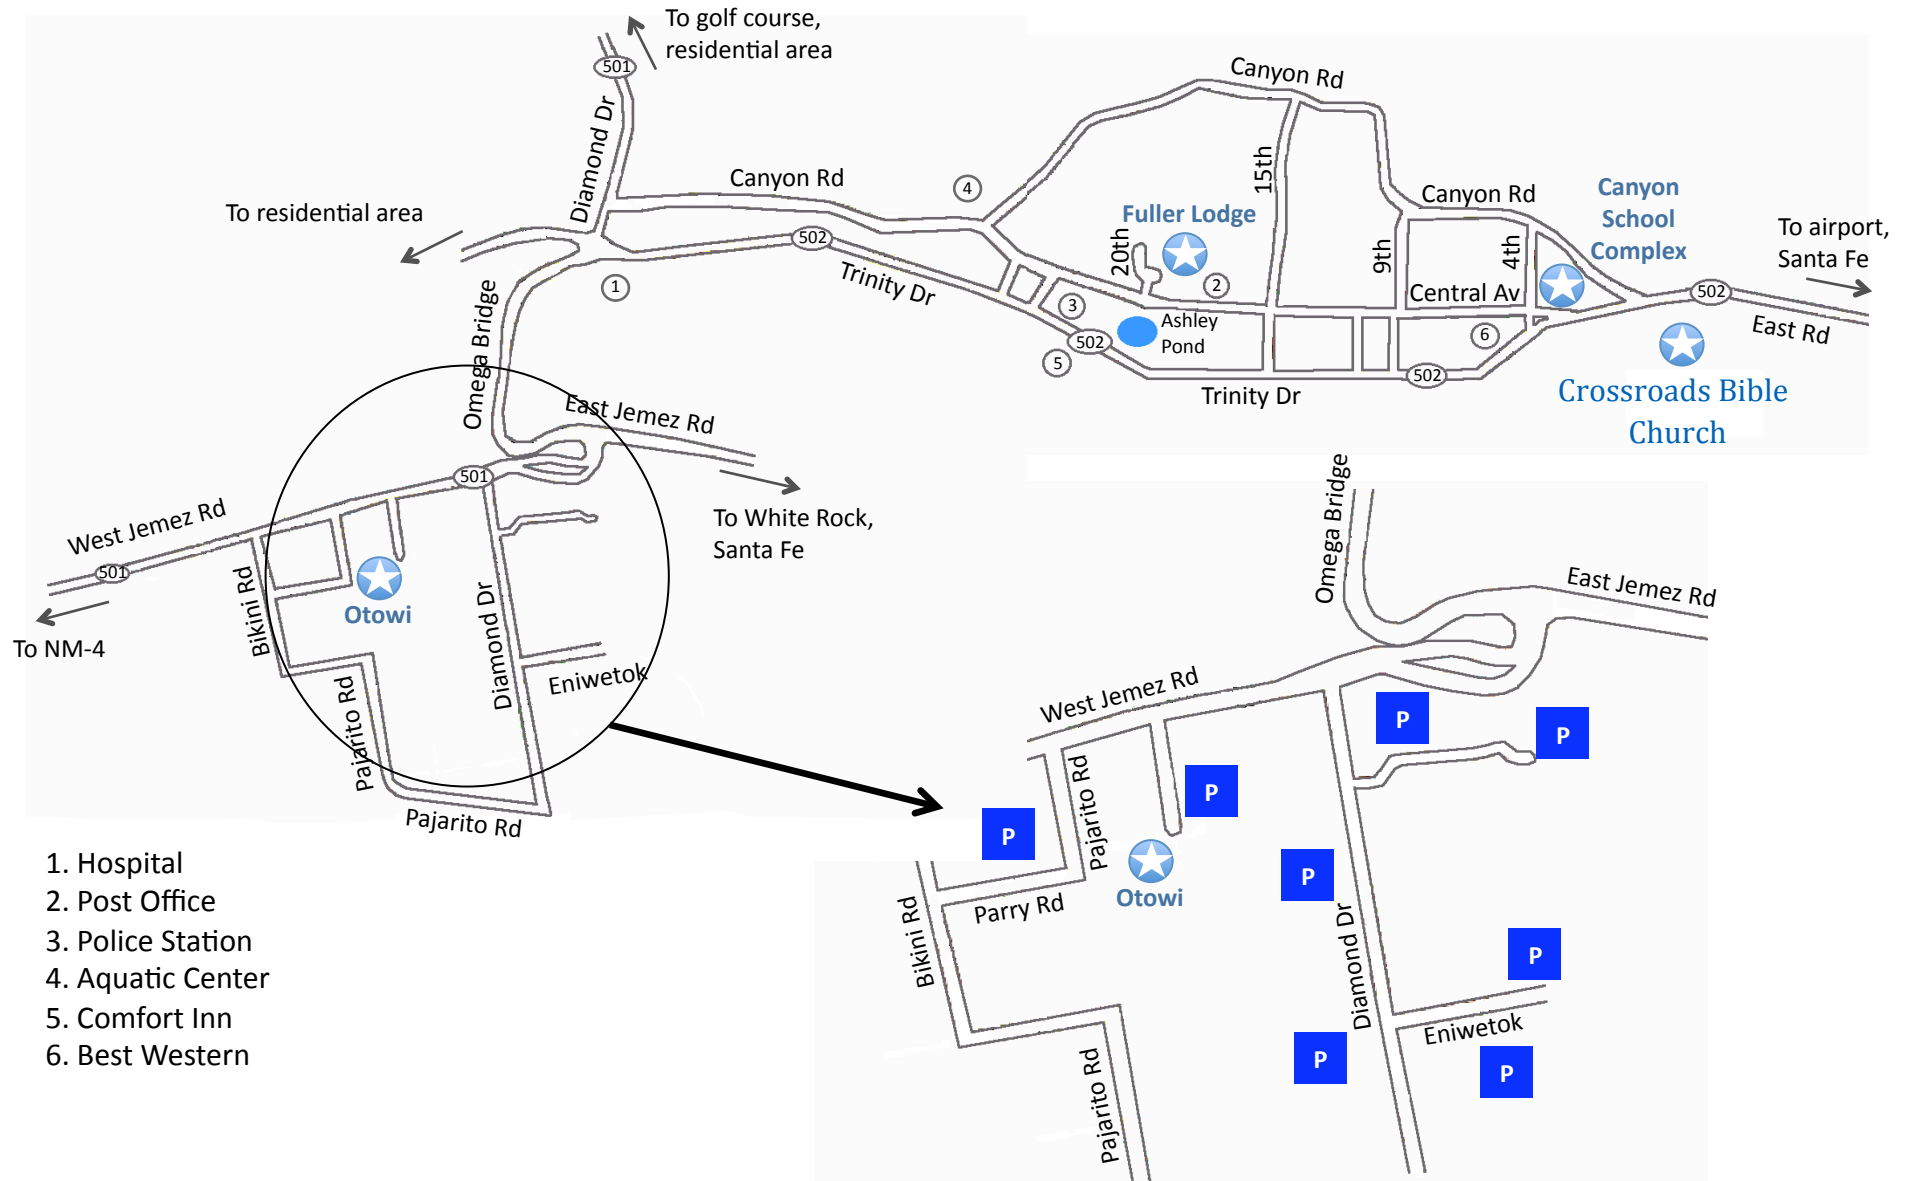 To golf course,
residential area
501
Diamond Dr
Canyon Rd
To residential area
Canyon Rd
4
502
Trinity Dr
1
Omega Bridge
15th
Fuller Lodge
20th
2
3
Ashley
Pond
502
5
9th
Canyon Rd
4th
Central Av
6
Canyon
School
Complex
To airport,
Santa Fe
502
East Rd
502
Trinity Dr
Crossroads Bible
Church
East Jemez Rd
501
To White Rock,
Santa Fe
West Jemez Rd
501
To NM-4
Bikini Rd
Otowi
Diamond Dr
Eniwetok
Pajarito Rd
Pajarito Rd
Omega Bridge
East Jemez Rd
West Jemez Rd
P
P
P
P
Pajarito Rd
Otowi
P
Parry Rd
Bikini Rd
Diamond Dr
P
Eniwetok
P
P
Pajarito Rd
1. Hospital
2. Post Office
3. Police Station
4. Aquatic Center
5. Comfort Inn
6. Best Western